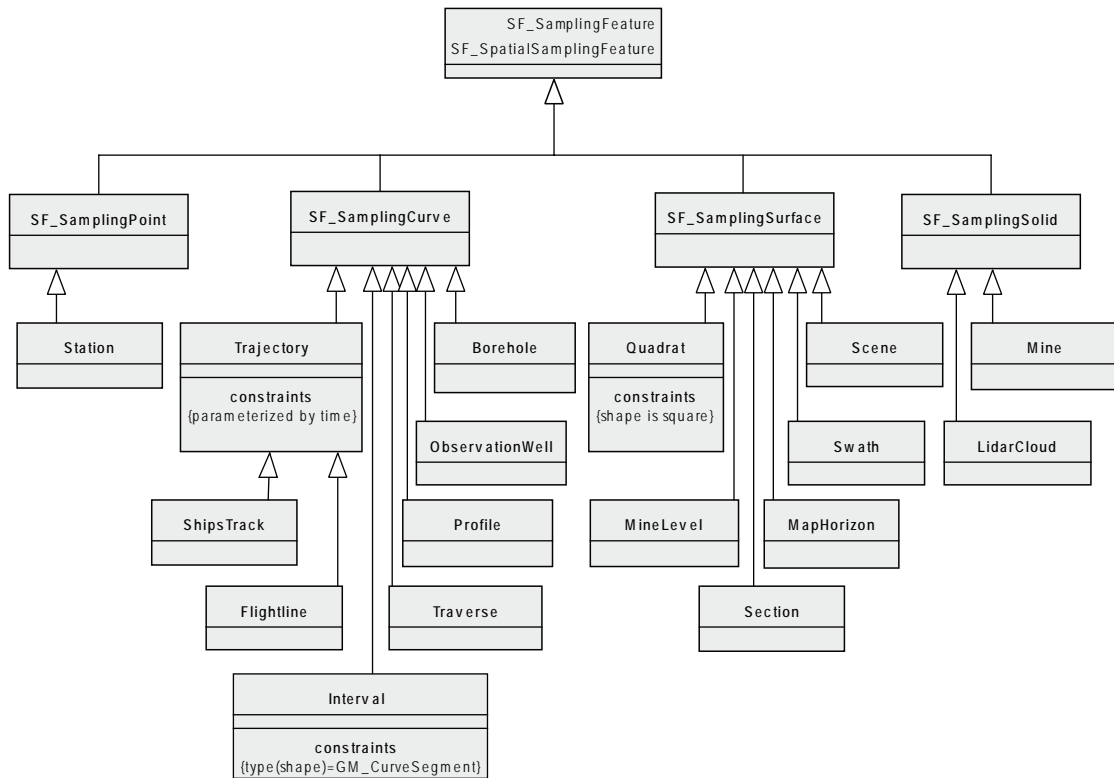 SF_SamplingFeature
SF_SpatialSamplingFeature
SF_SamplingPoint
SF_SamplingCurve
SF_SamplingSurface
SF_SamplingSolid
Station
Trajectory
constraints
{parameterized by time}
Borehole
Quadrat
constraints
{shape is square}
Scene
Mine
ObservationWell
Swath
LidarCloud
ShipsTrack
Profile
MineLevel
MapHorizon
Flightline
Traverse
Section
Interval
constraints
{type(shape)=GM_CurveSegment}